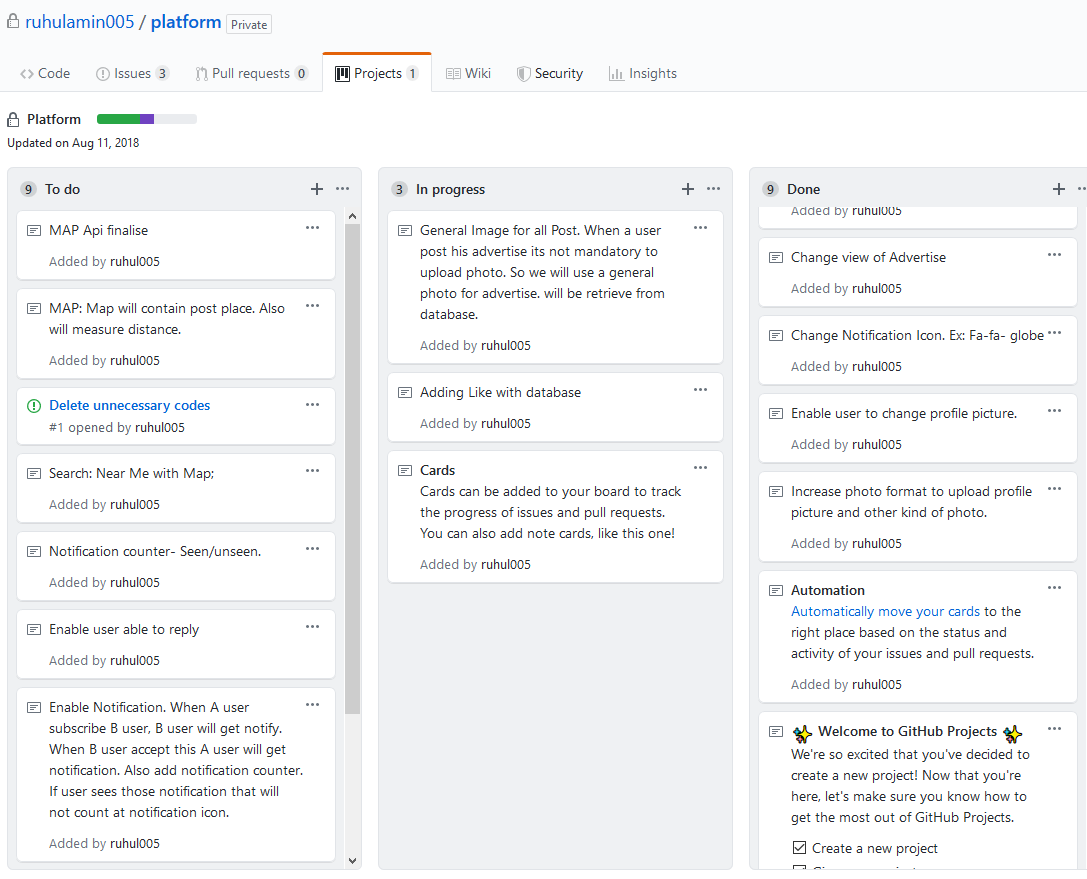 ruhulamin005 / platform Private
Code
Issues 3
Pull requests 0
Projects 1
Wiki
Security
Insights
Platform
Updated on Aug 11, 2018
9 To do
MAP Api finalise
Added by ruhul005
MAP: Map will contain post place. Also
will measure distance.
Added by ruhul005
Delete unnecessary codes
#1 opened by ruhul005
Search: Near Me with Map;
Added by ruhul005
Notification counter- Seen/unseen.
Added by ruhul005
Enable user able to reply
Added by ruhul005
Enable Notification. When A user
subscribe B user, B user will get notify.
When B user accept this A user will get
notification. Also add notification counter.
If user sees those notification that will
not count at notification icon.
Added by ruhul005
3 In progress
General Image for all Post. When a user
post his advertise its not mandatory to
upload photo. So we will use a general
photo for advertise. will be retrieve from
database.
Added by ruhul005
Adding Like with database
Added by ruhul005
Cards
Cards can be added to your board to track
the progress of issues and pull requests.
You can also add note cards, like this one!
Added by ruhul005
9 Done
Added by ruhul005
Change view of Advertise
Added by ruhul005
Change Notification Icon. Ex: Fa-fa- globe
Added by ruhul005
Enable user to change profile picture.
Added by ruhul005
Increase photo format to upload profile
picture and other kind of photo.
Added by ruhul005
Automation
Automatically move your cards to the
right place based on the status and
activity of your issues and pull requests.
Added by ruhul005
✨ Welcome to GitHub Projects ✨
We're so excited that you've decided to
create a new project! Now that you're
here, let's make sure you know how to
get the most out of GitHub Projects.
Create a new project